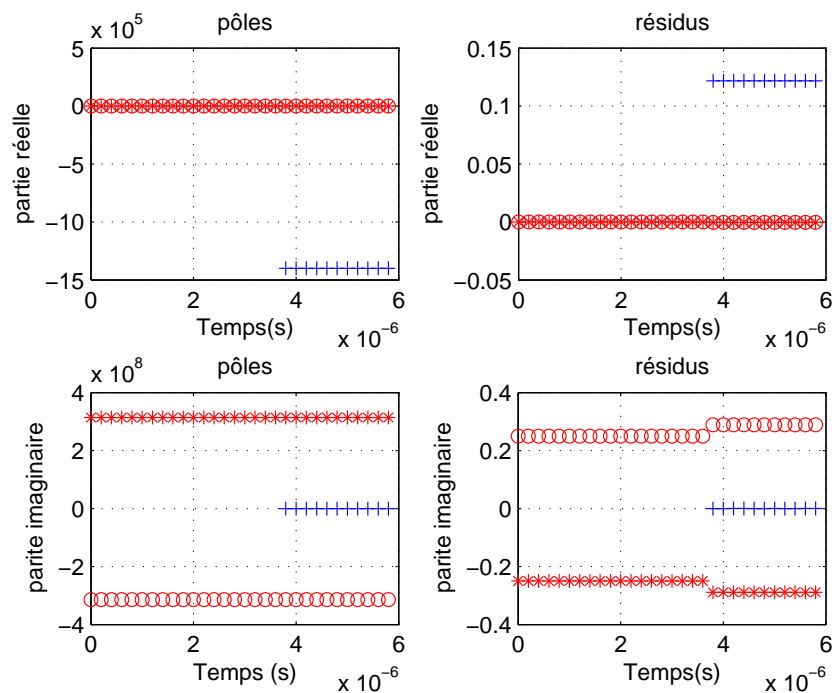 x 10^5
pôles
5
0
−5
−10
−15
partie réelle
0
2
4
6
Temps(s)
x 10^−6
résidus
0.15
0.1
0.05
0
−0.05
partie réelle
0
2
4
6
Temps(s)
x 10^−6
x 10^8
pôles
4
2
0
−2
−4
parite imaginaire
0
2
4
6
Temps (s)
x 10^−6
résidus
0.4
0.2
0
−0.2
−0.4
parite imaginaire
0
2
4
6
Temps(s)
x 10^−6